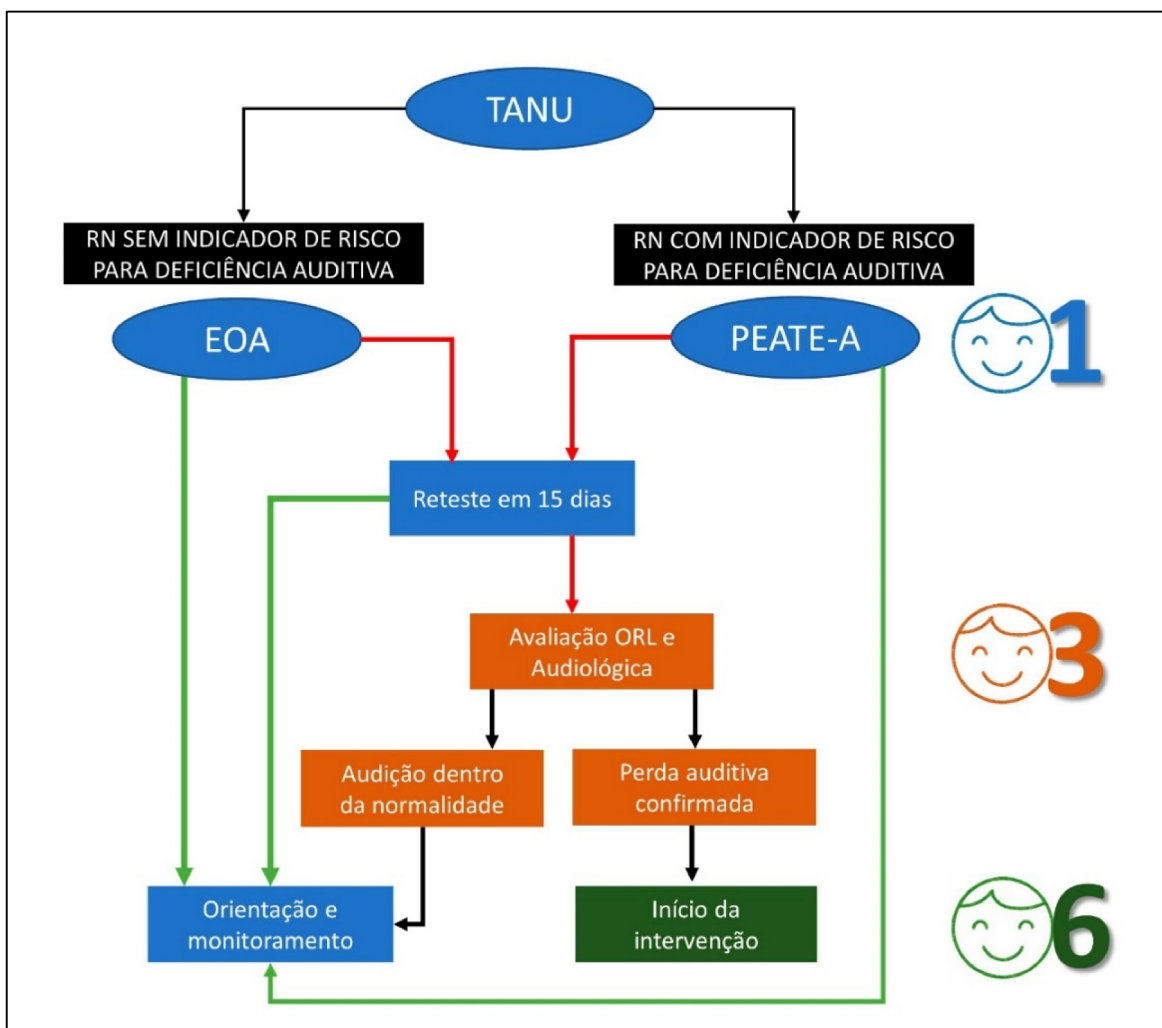 TANU
RN SEM INDICADOR DE RISCO
PARA DEFICIÊNCIA AUDITIVA
RN COM INDICADOR DE RISCO
PARA DEFICIÊNCIA AUDITIVA
EOA
PEATE-A
1
Reteste em 15 dias
Avaliação ORL e
Audiológica
3
Audição dentro
da normalidade
Perda auditiva
confirmada
Orientação e
monitoramento
Início da
intervenção
6